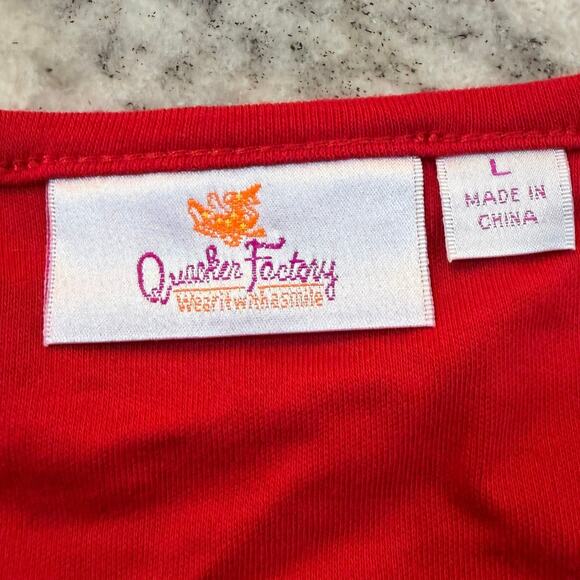 Quacker Factory
Wear it with a smile
L
MADE IN
CHINA